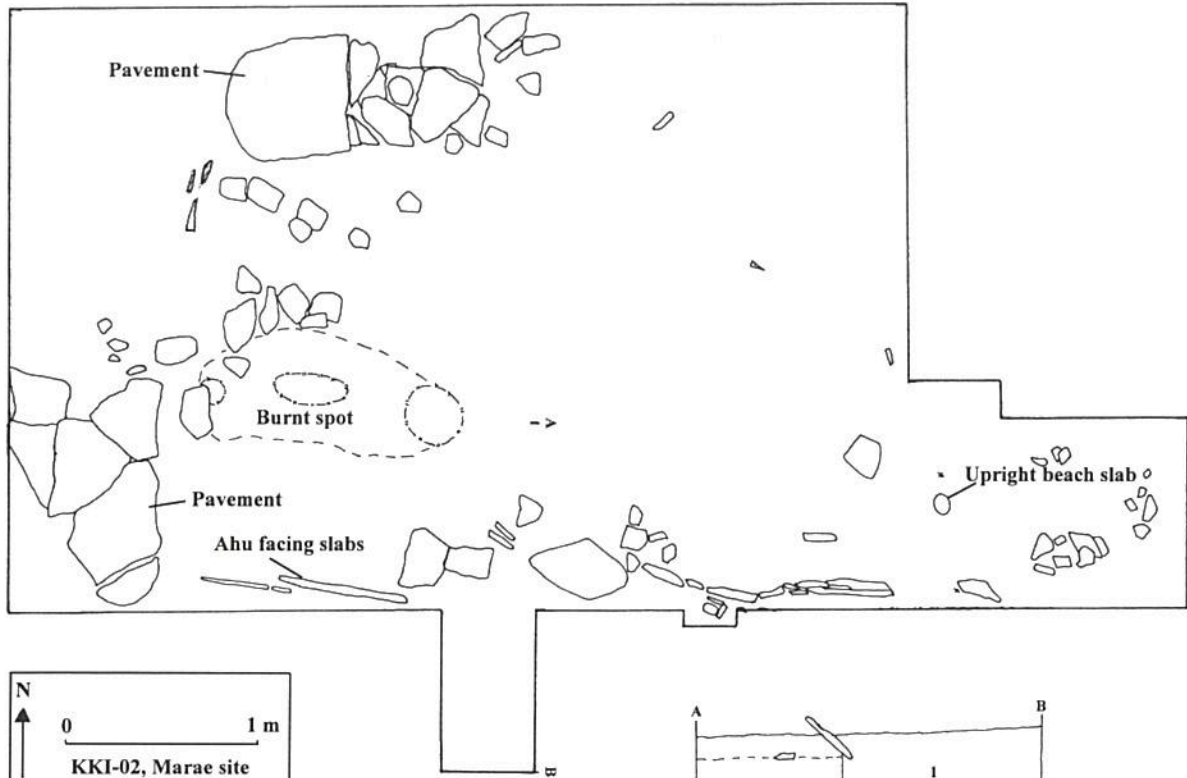 Pavement
Burnt spot
A
Upright beach slab
Pavement
Ahu facing slabs
N
0 1 m
KKI-02, Marae site
B
A B
1